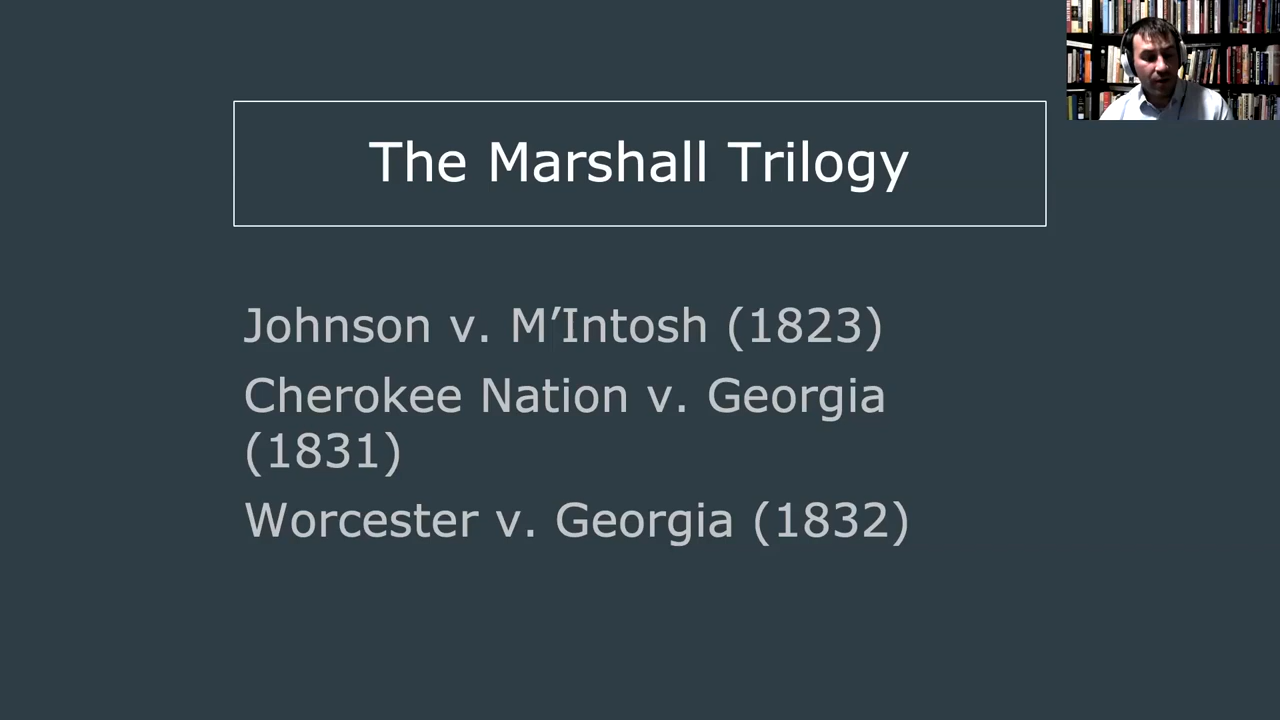 The Marshall Trilogy
Johnson v. M’Intosh (1823)
Cherokee Nation v. Georgia
(1831)
Worcester v. Georgia (1832)